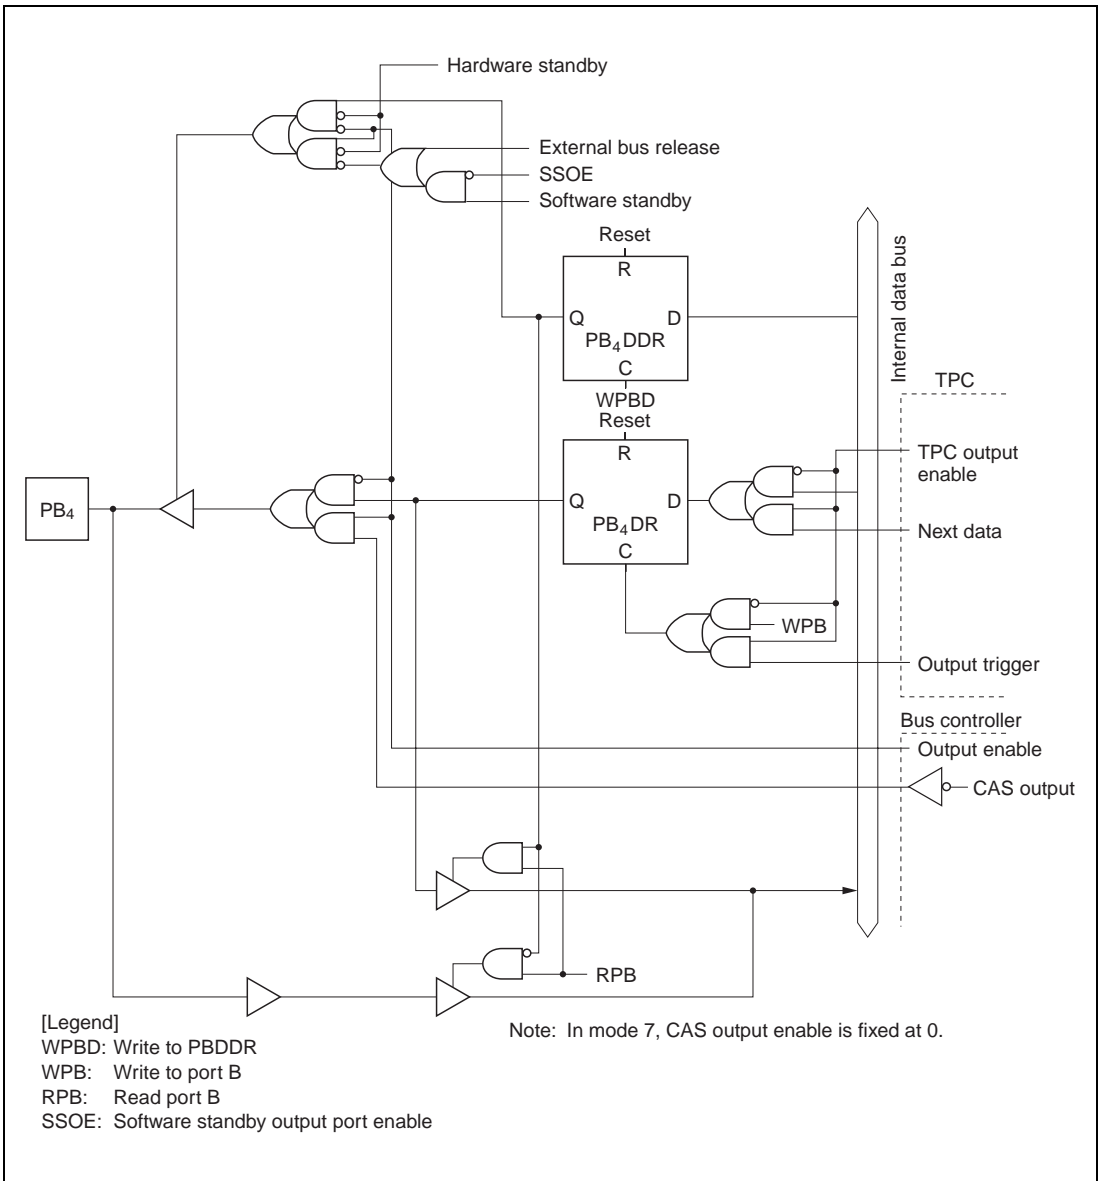 Hardware standby
External bus release
SSOE
Software standby
Reset
R
Q
D
PB4DDR
C
WPBD
Internal data bus
TPC
Reset
R
Q
D
PB4DR
C
TPC output
enable
Next data
PB4
WPB
Output trigger
Bus controller
Output enable
CAS output
RPB
[Legend]
WPBD: Write to PBDDR
WPB: Write to port B
RPB: Read port B
SSOE: Software standby output port enable
Note: In mode 7, CAS output enable is fixed at 0.